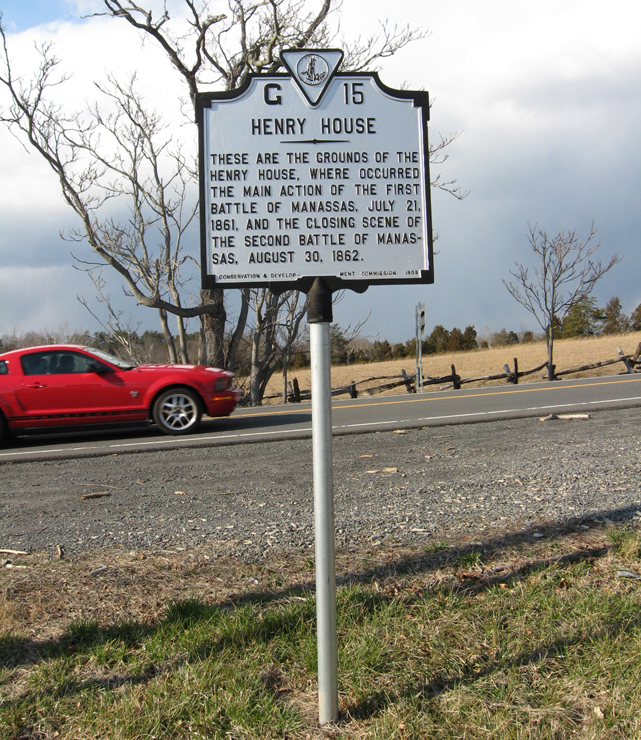 G 15
HENRY HOUSE
THESE ARE THE GROUNDS OF THE
HENRY HOUSE, WHERE OCCURRED
THE MAIN ACTION OF THE FIRST
BATTLE OF MANASSAS, JULY 21,
1861, AND THE CLOSING SCENE OF
THE SECOND BATTLE OF MANAS-
SAS, AUGUST 30, 1862.
CONSERVATION & DEVELOP- MENT COMMISSION